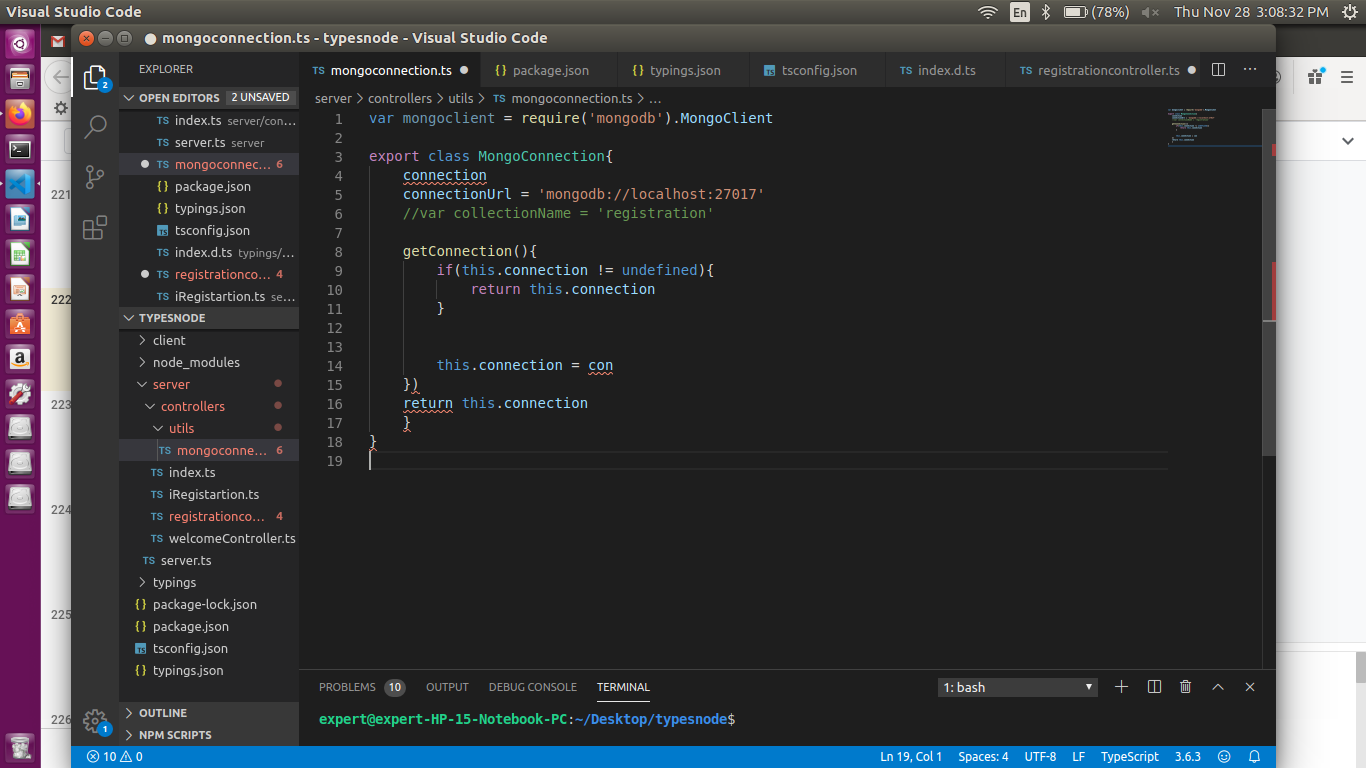 Visual Studio Code
En
(78%)
Thu Nov 28 3:08:32 PM
mongoconnection.ts - typesnode - Visual Studio Code
EXPLORER
TS mongoconnection.ts
{} package.json
{} typings.json
TS tsconfig.json
TS index.d.ts
TS registrationcontroller.ts
2
OPEN EDITORS 2 UNSAVED
TS index.ts server/con...
TS server.ts server
TS mongoconnec... 6
{} package.json
{} typings.json
TS tsconfig.json
TS index.d.ts typings/...
TS registrationco... 4
TS iRegistartion.ts se...
TYPESNODE
client
node_modules
server
controllers
utils
TS mongoconne... 6
TS index.ts
TS iRegistartion.ts
TS registrationco... 4
TS welcomeController.ts
TS server.ts
typings
{} package-lock.json
{} package.json
TS tsconfig.json
{} typings.json
OUTLINE
NPM SCRIPTS
1
221
222
223
224
225
226
server > controllers > utils > TS mongoconnection.ts > ...
1 var mongoclient = require('mongodb').MongoClient
2
3 export class MongoConnection{
4 connection
5 connectionUrl = 'mongodb://localhost:27017'
6 //var collectionName = 'registration'
7
8 getConnection(){
9 if(this.connection != undefined){
10 return this.connection
11 }
12
13
14 this.connection = con
15 })
16 return this.connection
17 }
18 }
19
PROBLEMS 10 OUTPUT DEBUG CONSOLE TERMINAL
1: bash
expert@expert-HP-15-Notebook-PC:~/Desktop/typesnode$
10 0
Ln 19, Col 1 Spaces: 4 UTF-8 LF TypeScript 3.6.3